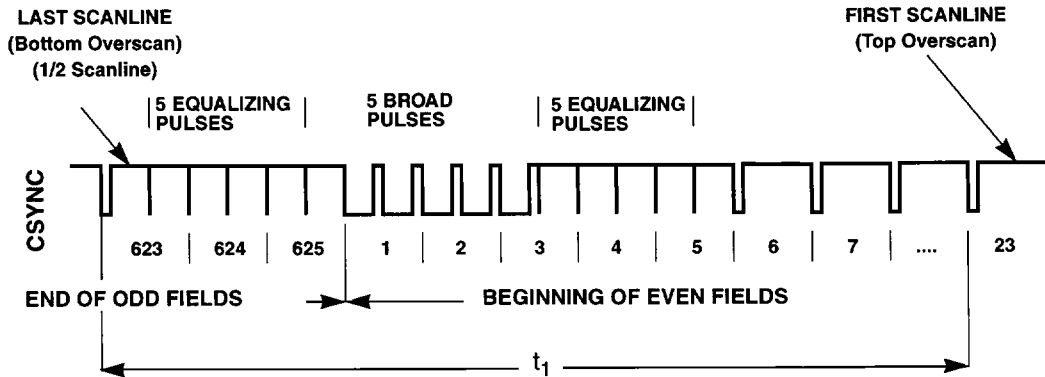 LAST SCANLINE
(Bottom Overscan)
(1/2 Scanline)
FIRST SCANLINE
(Top Overscan)
5 EQUALIZING
PULSES
5 BROAD
PULSES
5 EQUALIZING
PULSES
CSYNC
623 624 625 1 2 3 4 5 6 7 .... 23
END OF ODD FIELDS BEGINNING OF EVEN FIELDS
t1